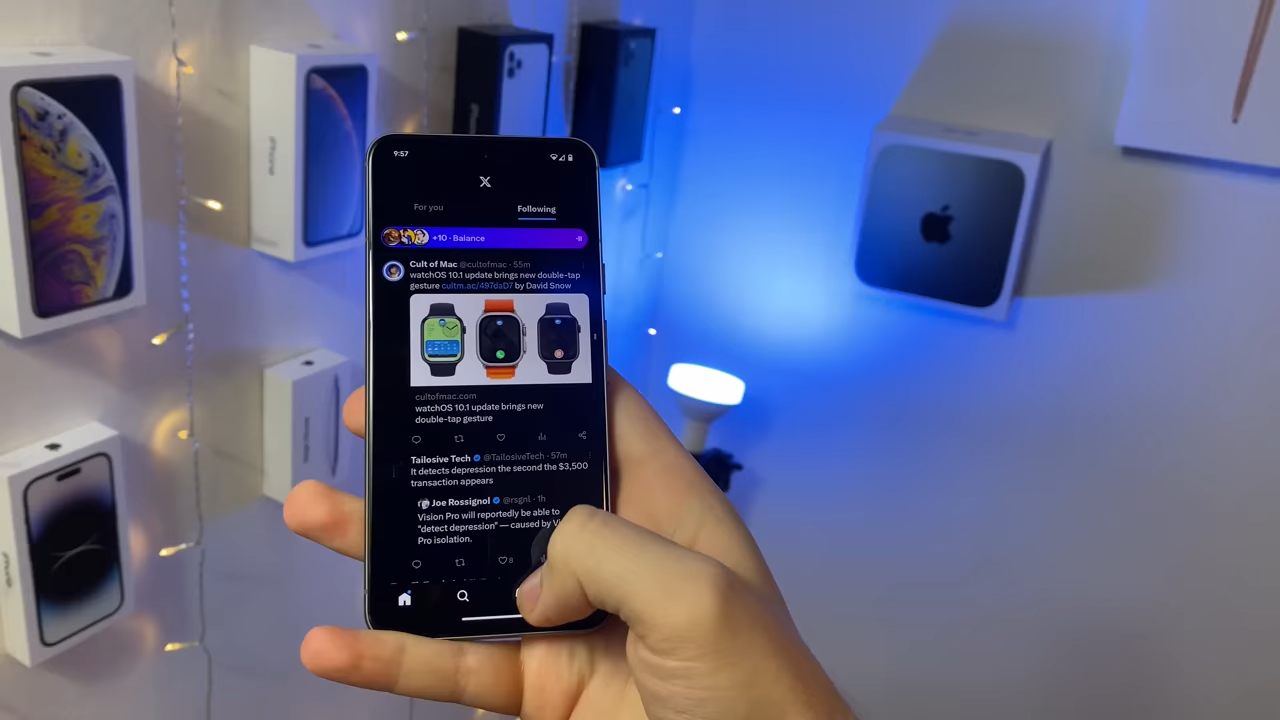 9:57
For you
Following
+10 · Balance
Cult of Mac @cultofmac · 55m
watchOS 10.1 update brings new double-tap
gesture cultm.ac/497daD7 by David Snow
cultofmac.com
watchOS 10.1 update brings new
double-tap gesture
Tailosive Tech @TailosiveTech · 57m
It detects depression the second the $3,500
transaction appears
Joe Rossignol @rsgnl · 1h
Vision Pro will reportedly be able to
"detect depression" — caused by
Pro isolation.
8
iPhone
iPhone
iPhone